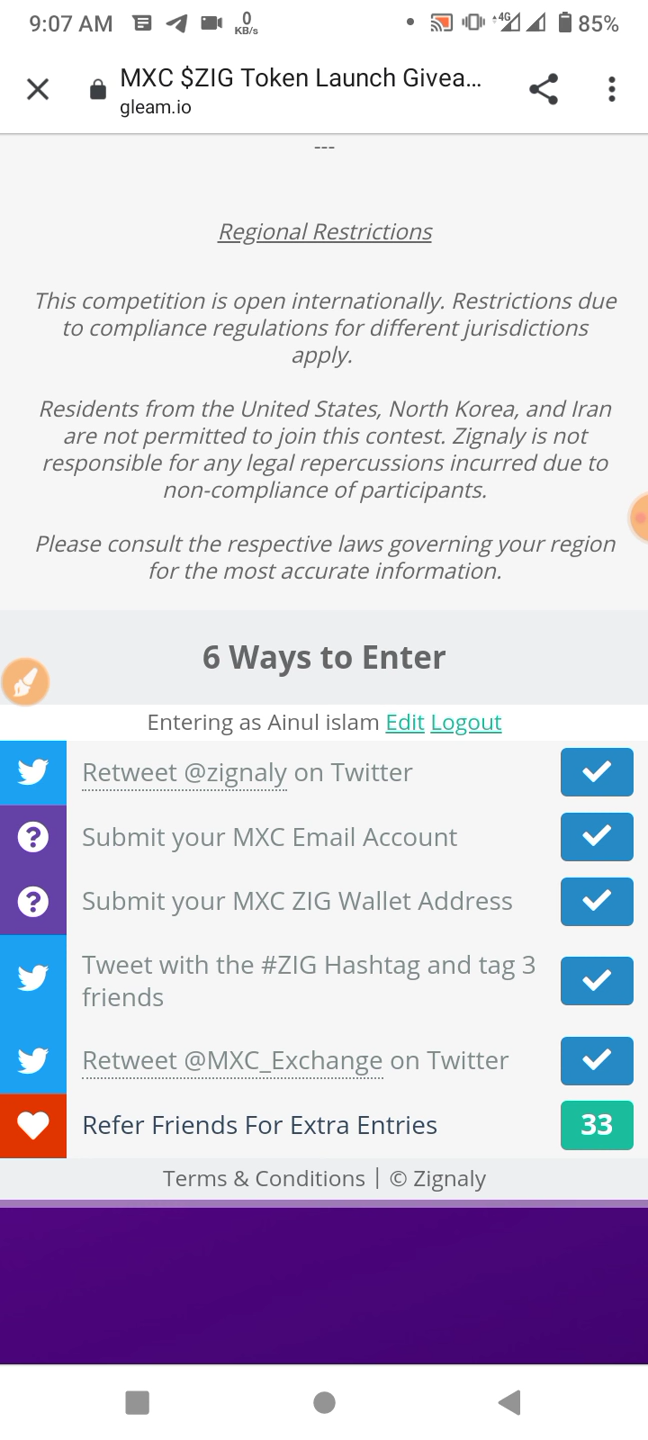 9:07 AM 0 KB/s 4G 85%
MXC $ZIG Token Launch Givea...
gleam.io
---
Regional Restrictions
This competition is open internationally. Restrictions due
to compliance regulations for different jurisdictions
apply.
Residents from the United States, North Korea, and Iran
are not permitted to join this contest. Zignaly is not
responsible for any legal repercussions incurred due to
non-compliance of participants.
Please consult the respective laws governing your region
for the most accurate information.
6 Ways to Enter
Entering as Ainul islam Edit Logout
Retweet @zignaly on Twitter
Submit your MXC Email Account
Submit your MXC ZIG Wallet Address
Tweet with the #ZIG Hashtag and tag 3
friends
Retweet @MXC_Exchange on Twitter
Refer Friends For Extra Entries 33
Terms & Conditions | © Zignaly